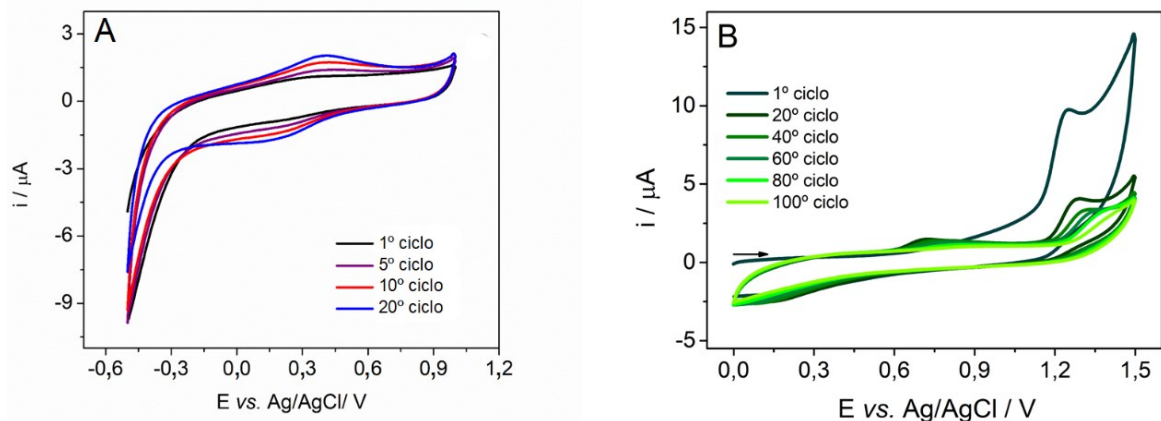 A
3
0
-3
-6
-9
i / μA
1º ciclo
5º ciclo
10º ciclo
20º ciclo
-0,6 -0,3 0,0 0,3 0,6 0,9 1,2
E vs. Ag/AgCl/ V
B
15
10
5
0
-5
i / μA
1º ciclo
20º ciclo
40º ciclo
60º ciclo
80º ciclo
100º ciclo
0,0 0,3 0,6 0,9 1,2 1,5
E vs. Ag/AgCl / V